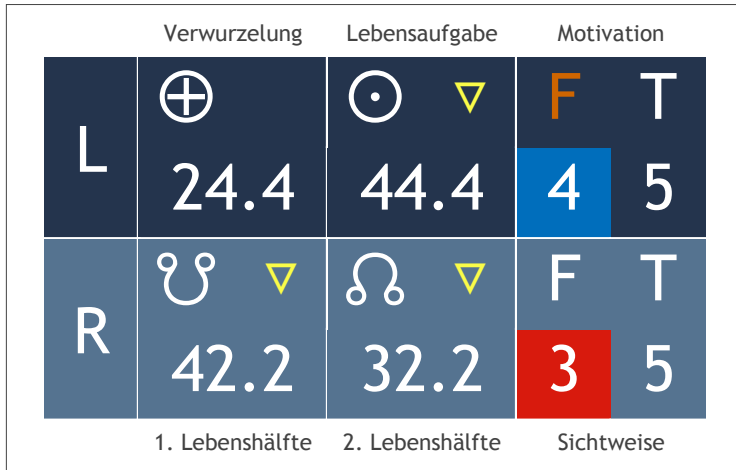 Verwurzelung Lebensaufgabe Motivation
L ⊕ ☉ ▽ F T
24.4 44.4 4 5
R ☋ ▽ ☊ ▽ F T
42.2 32.2 3 5
1. Lebenshälfte 2. Lebenshälfte Sichtweise